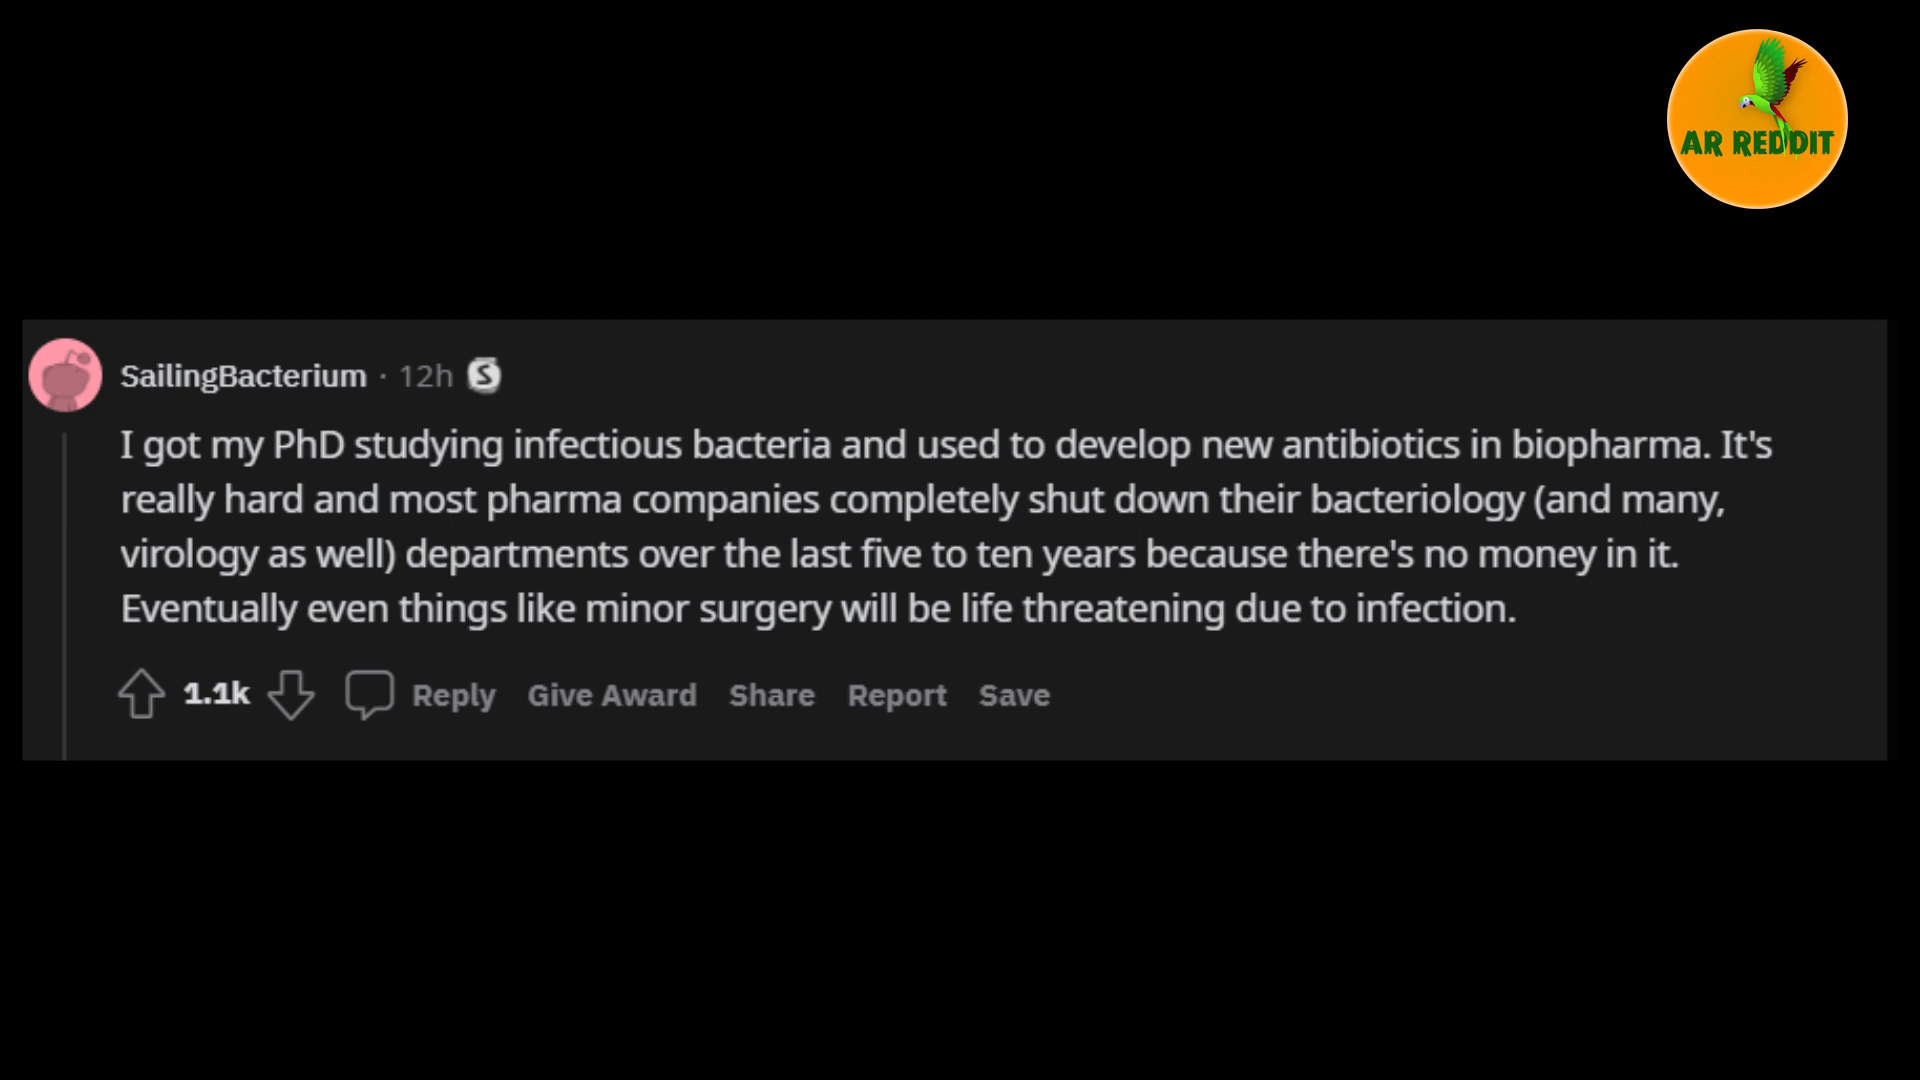 AR REDDIT
SailingBacterium · 12h S
I got my PhD studying infectious bacteria and used to develop new antibiotics in biopharma. It's
really hard and most pharma companies completely shut down their bacteriology (and many,
virology as well) departments over the last five to ten years because there's no money in it.
Eventually even things like minor surgery will be life threatening due to infection.
1.1k Reply Give Award Share Report Save